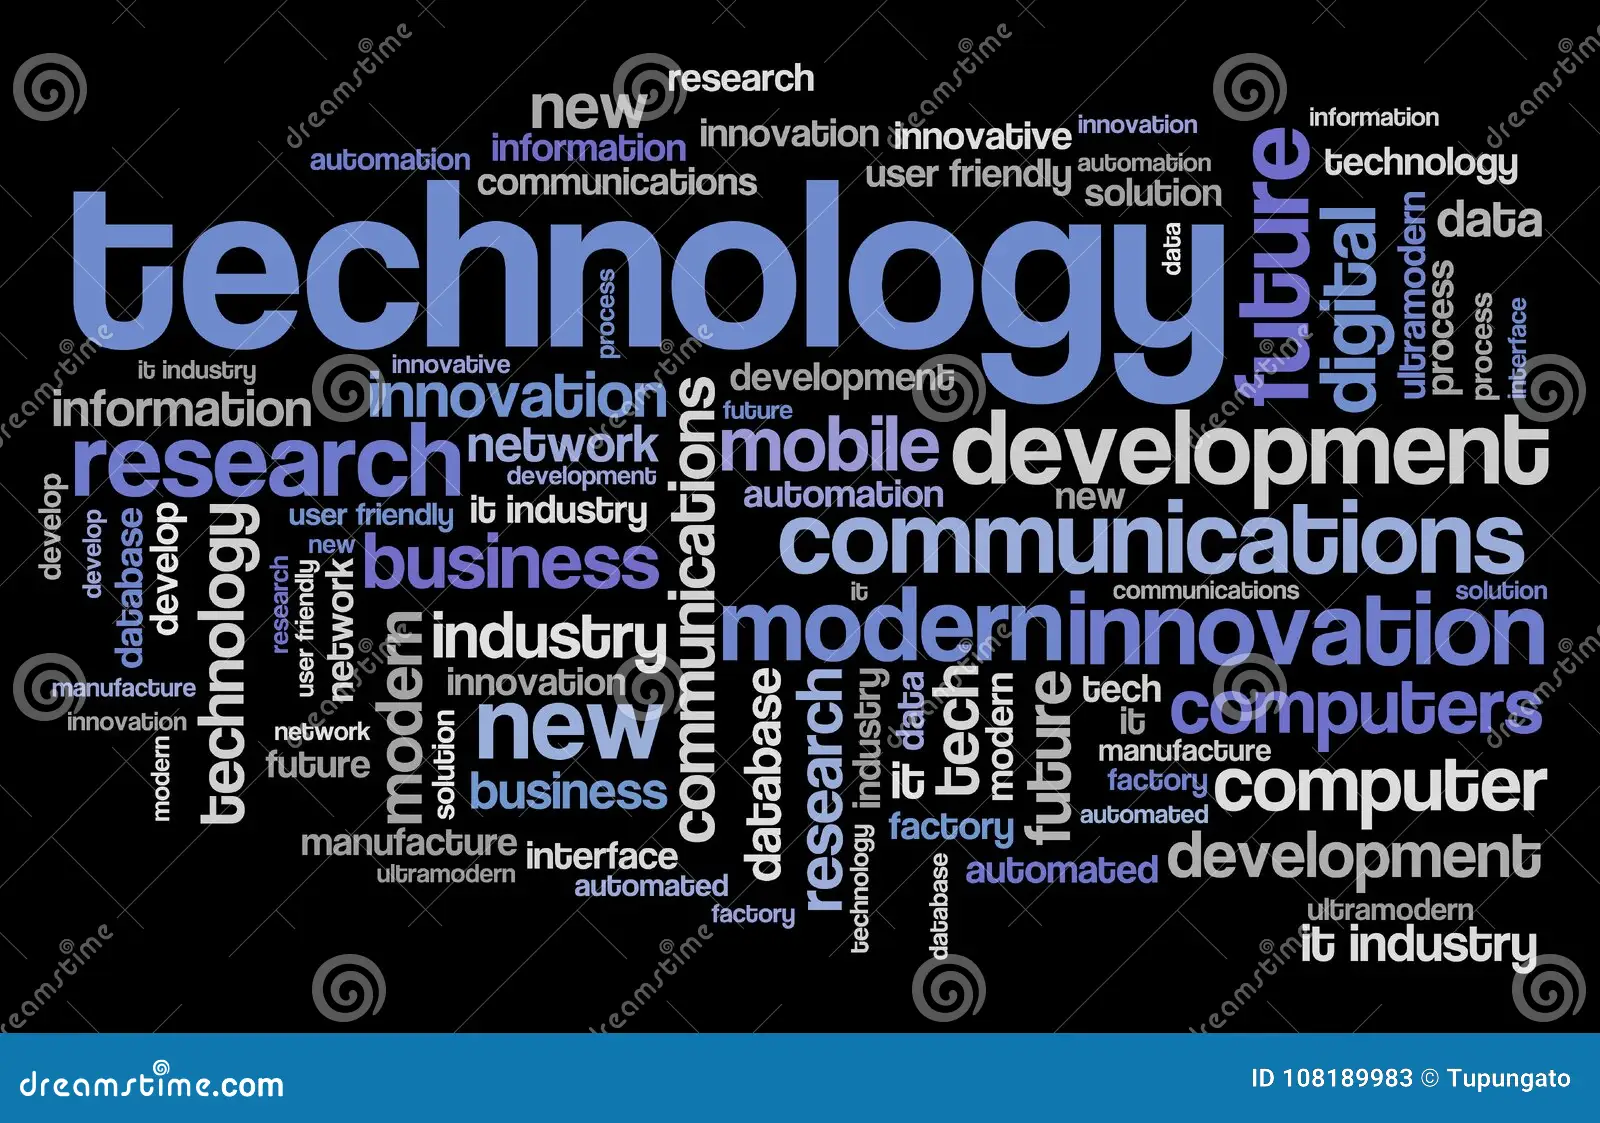 research
new
information
innovation
innovative
innovation
information
automation
communications
user friendly
automation
solution
technology
technology
data
future
digital
ultramodern
data
process
process
interface
process
it industry
innovative
innovation
information
development
future
research
network
development
mobile
development
automation
new
communications
develop
develop
database
develop
technology
user friendly
it industry
new
business
communications
research
user friendly
network
modern
industry
it
communications
solution
modern
innovation
manufacture
innovation
modern
innovation
new
network
future
solution
business
database
research
industry
data
tech
modern
future
tech
it
computers
manufacture
it
factory
computer
automated
factory
manufacture
interface
ultramodern
automated
factory
technology
database
automated
development
ultramodern
it industry
dreamstime.com
ID 108189983 © Tupungato